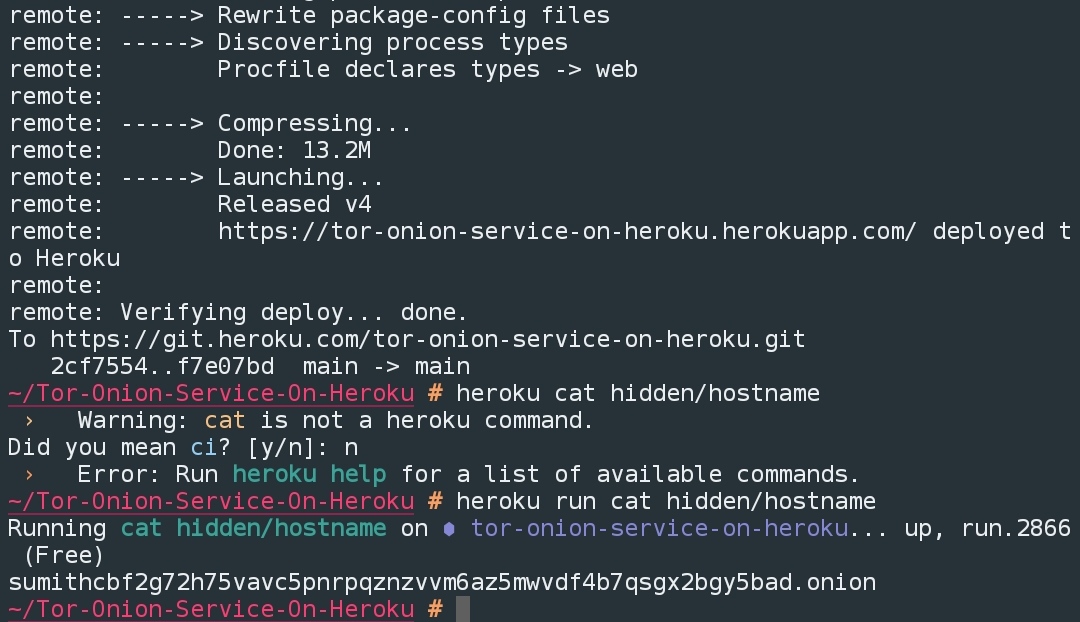 remote: -----> Rewrite package-config files
remote: -----> Discovering process types
remote:        Procfile declares types -> web
remote:
remote: -----> Compressing...
remote:        Done: 13.2M
remote: -----> Launching...
remote:        Released v4
remote:        https://tor-onion-service-on-heroku.herokuapp.com/ deployed t
o Heroku
remote:
remote: Verifying deploy... done.
To https://git.heroku.com/tor-onion-service-on-heroku.git
   2cf7554..f7e07bd  main -> main
~/Tor-Onion-Service-On-Heroku # heroku cat hidden/hostname
 ›   Warning: cat is not a heroku command.
Did you mean ci? [y/n]: n
 ›   Error: Run heroku help for a list of available commands.
~/Tor-Onion-Service-On-Heroku # heroku run cat hidden/hostname
Running cat hidden/hostname on ⬢ tor-onion-service-on-heroku... up, run.2866
 (Free)
sumithcbf2g72h75vavc5pnrpqznzvvm6az5mwvdf4b7qsgx2bgy5bad.onion
~/Tor-Onion-Service-On-Heroku #